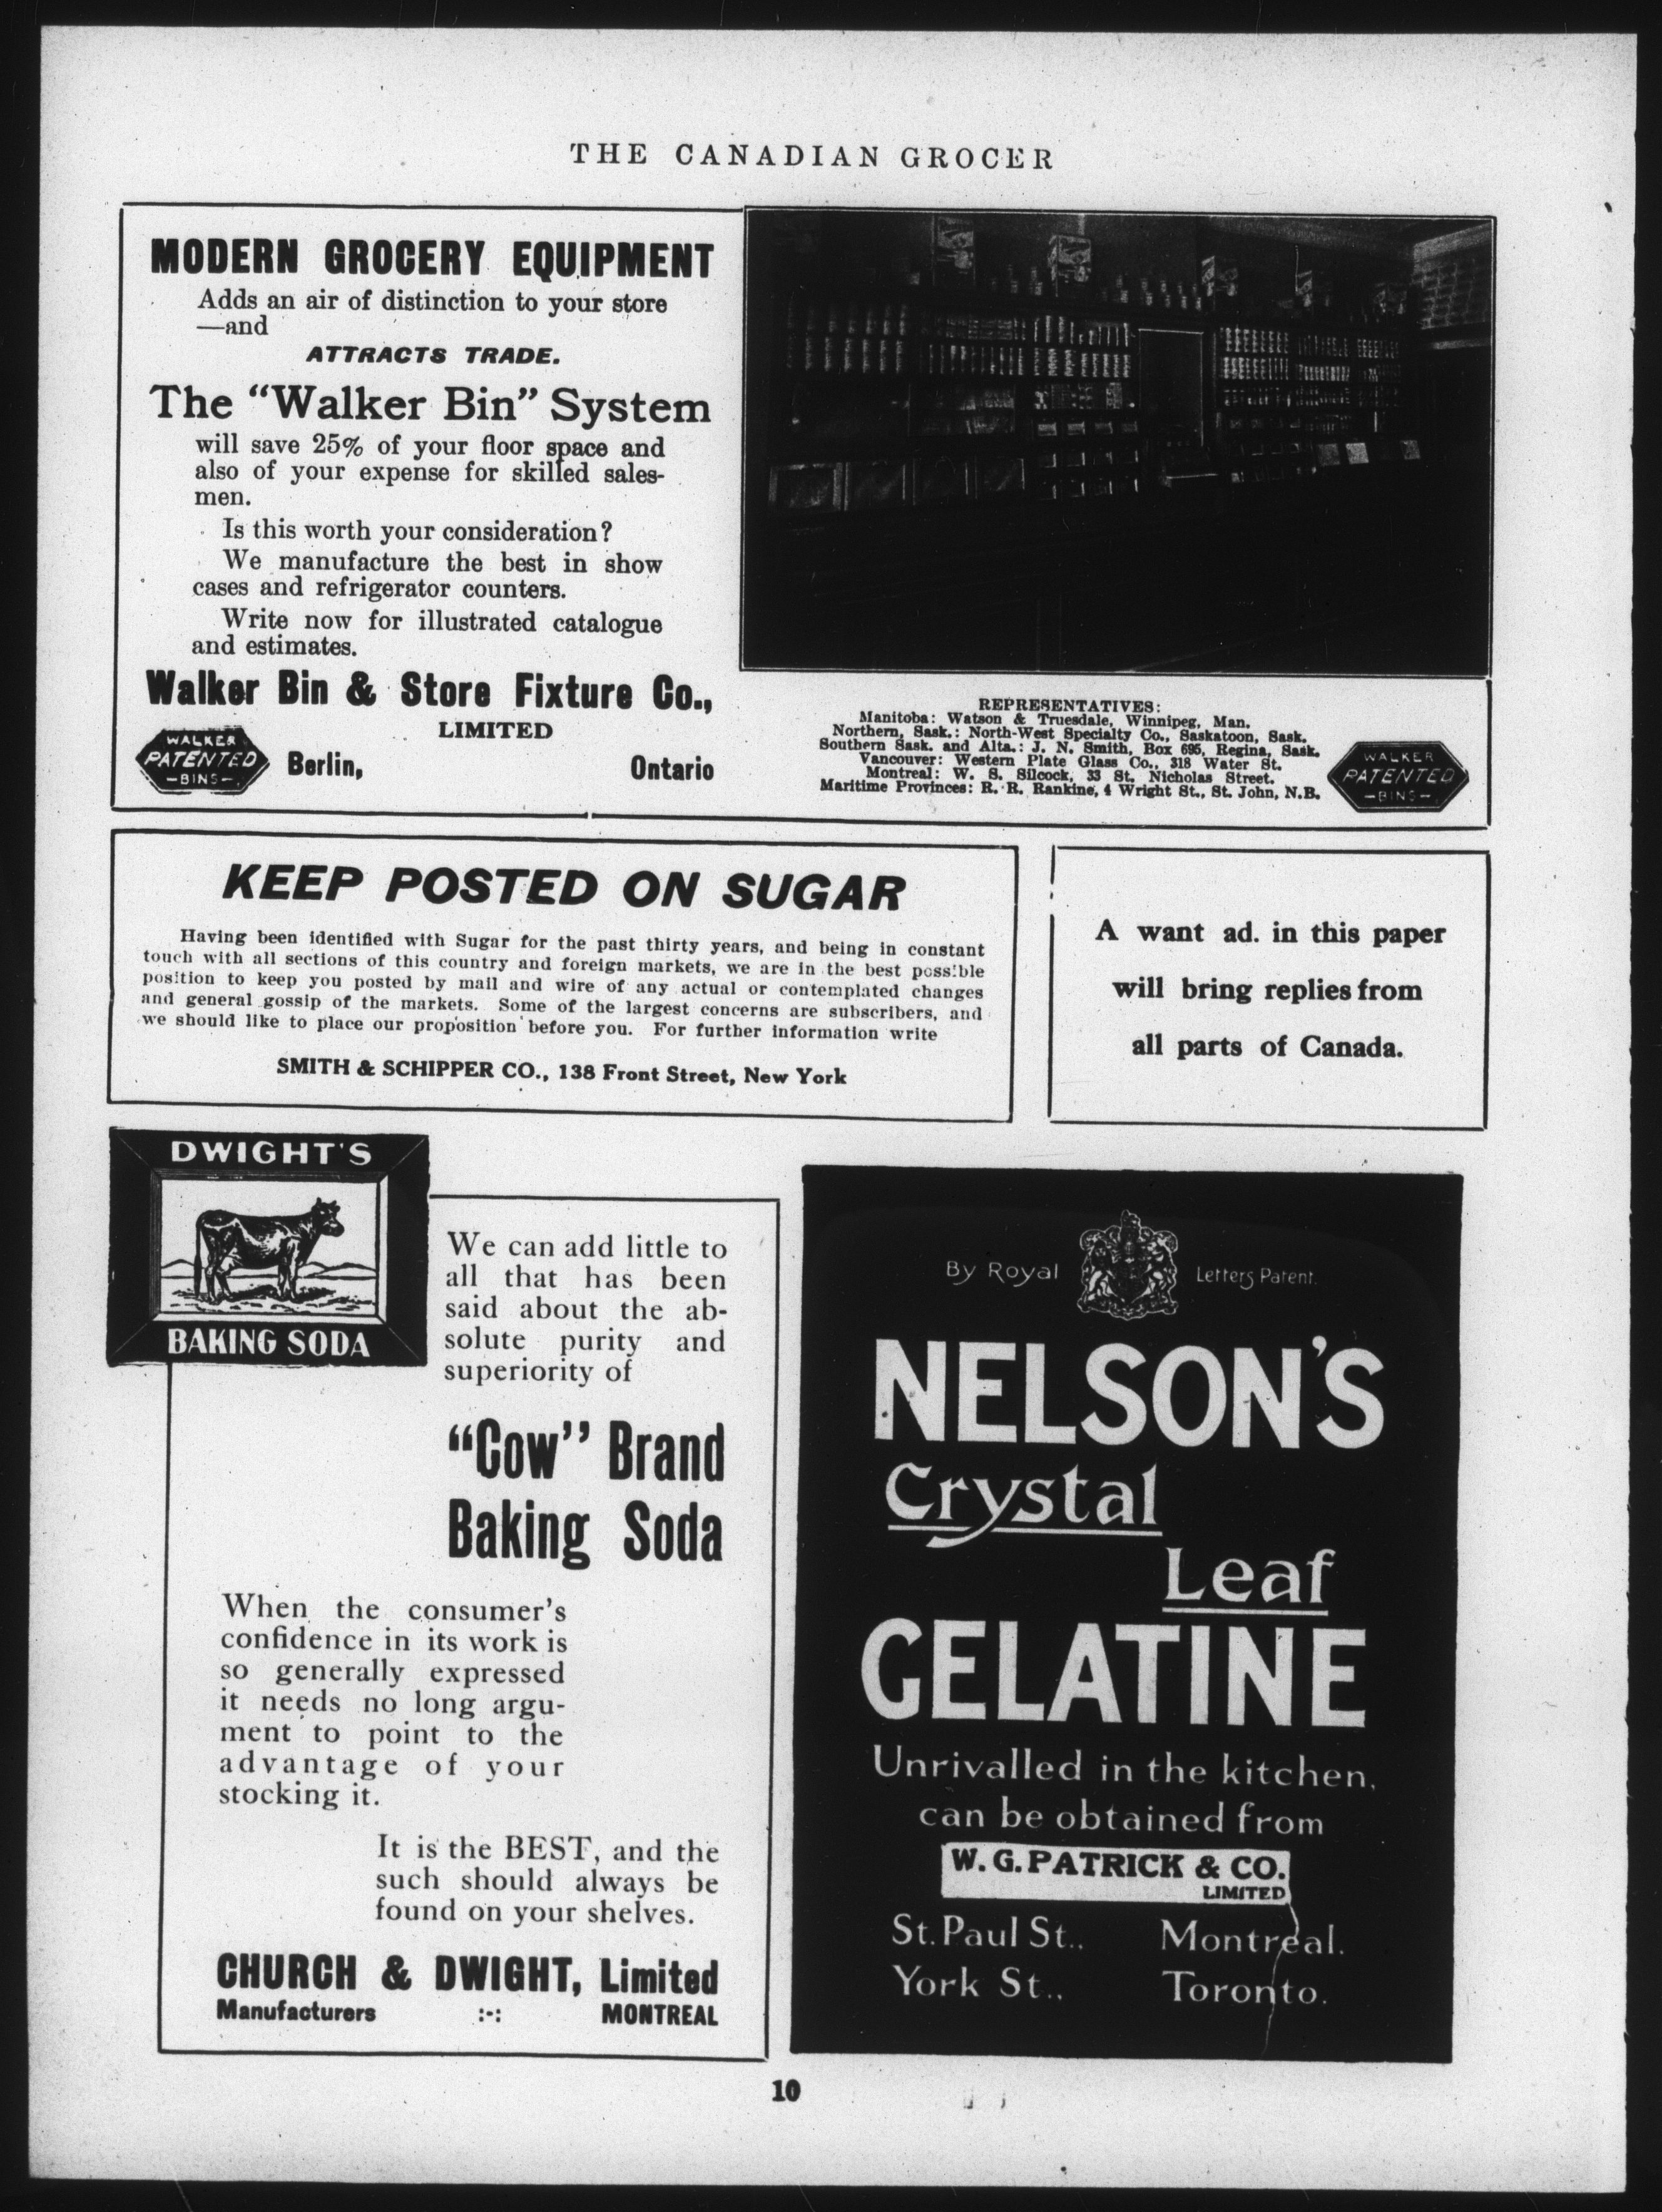 THE CANADIAN GROCER
MODERN GROCERY EQUIPMENT
Adds an air of distinction to your store
—and
ATTRACTS TRADE.
The "Walker Bin" System
will save 25% of your floor space and
also of your expense for skilled sales-
men.
Is this worth your consideration?
We manufacture the best in show
cases and refrigerator counters.
Write now for illustrated catalogue
and estimates.
Walker Bin & Store Fixture Co.,
LIMITED
WALKER
PATENTED
—BINS—
Berlin, Ontario
REPRESENTATIVES:
Manitoba: Watson & Truesdale, Winnipeg, Man.
Northern, Sask.: North-West Specialty Co., Saskatoon, Sask.
Southern Sask. and Alta.: J. N. Smith, Box 695, Regina, Sask.
Vancouver: Western Plate Glass Co., 318 Water St.
Montreal: W. S. Silcock, 33 St. Nicholas Street.
Maritime Provinces: R. R. Rankine, 4 Wright St., St. John, N.B.
WALKER
PATENTED
—BINS—
KEEP POSTED ON SUGAR
Having been identified with Sugar for the past thirty years, and being in constant
touch with all sections of this country and foreign markets, we are in the best possible
position to keep you posted by mail and wire of any actual or contemplated changes
and general gossip of the markets. Some of the largest concerns are subscribers, and
we should like to place our proposition before you. For further information write
SMITH & SCHIPPER CO., 138 Front Street, New York
A want ad. in this paper
will bring replies from
all parts of Canada.
DWIGHT'S
BAKING SODA
We can add little to
all that has been
said about the ab-
solute purity and
superiority of
"Cow" Brand
Baking Soda
When the consumer's
confidence in its work is
so generally expressed
it needs no long argu-
ment to point to the
advantage of your
stocking it.
It is the BEST, and the
such should always be
found on your shelves.
CHURCH & DWIGHT, Limited
Manufacturers :-: MONTREAL
By Royal Letters Patent.
NELSON'S
Crystal
Leaf
GELATINE
Unrivalled in the kitchen,
can be obtained from
W. G. PATRICK & CO.
LIMITED
St. Paul St., Montreal.
York St., Toronto.
10